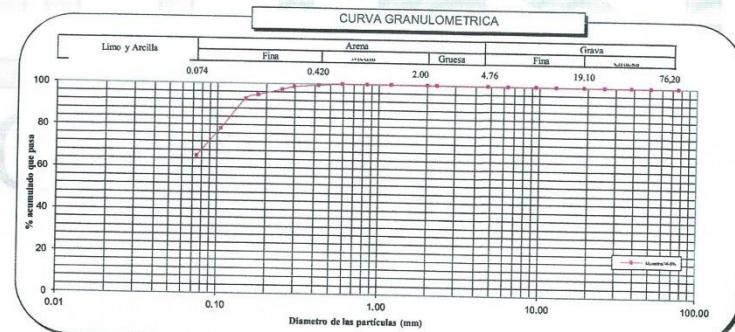 CURVA GRANULOMETRICA
Limo y Arcilla
Arena
Grava
Fina
Gruesa
Fina
0.074
0.420
2.00
4.76
19.10
76,20
% acumulado que pasa
100
80
60
40
20
0
0.01
0.10
1.00
10.00
100.00
Diametro de las partículas (mm)